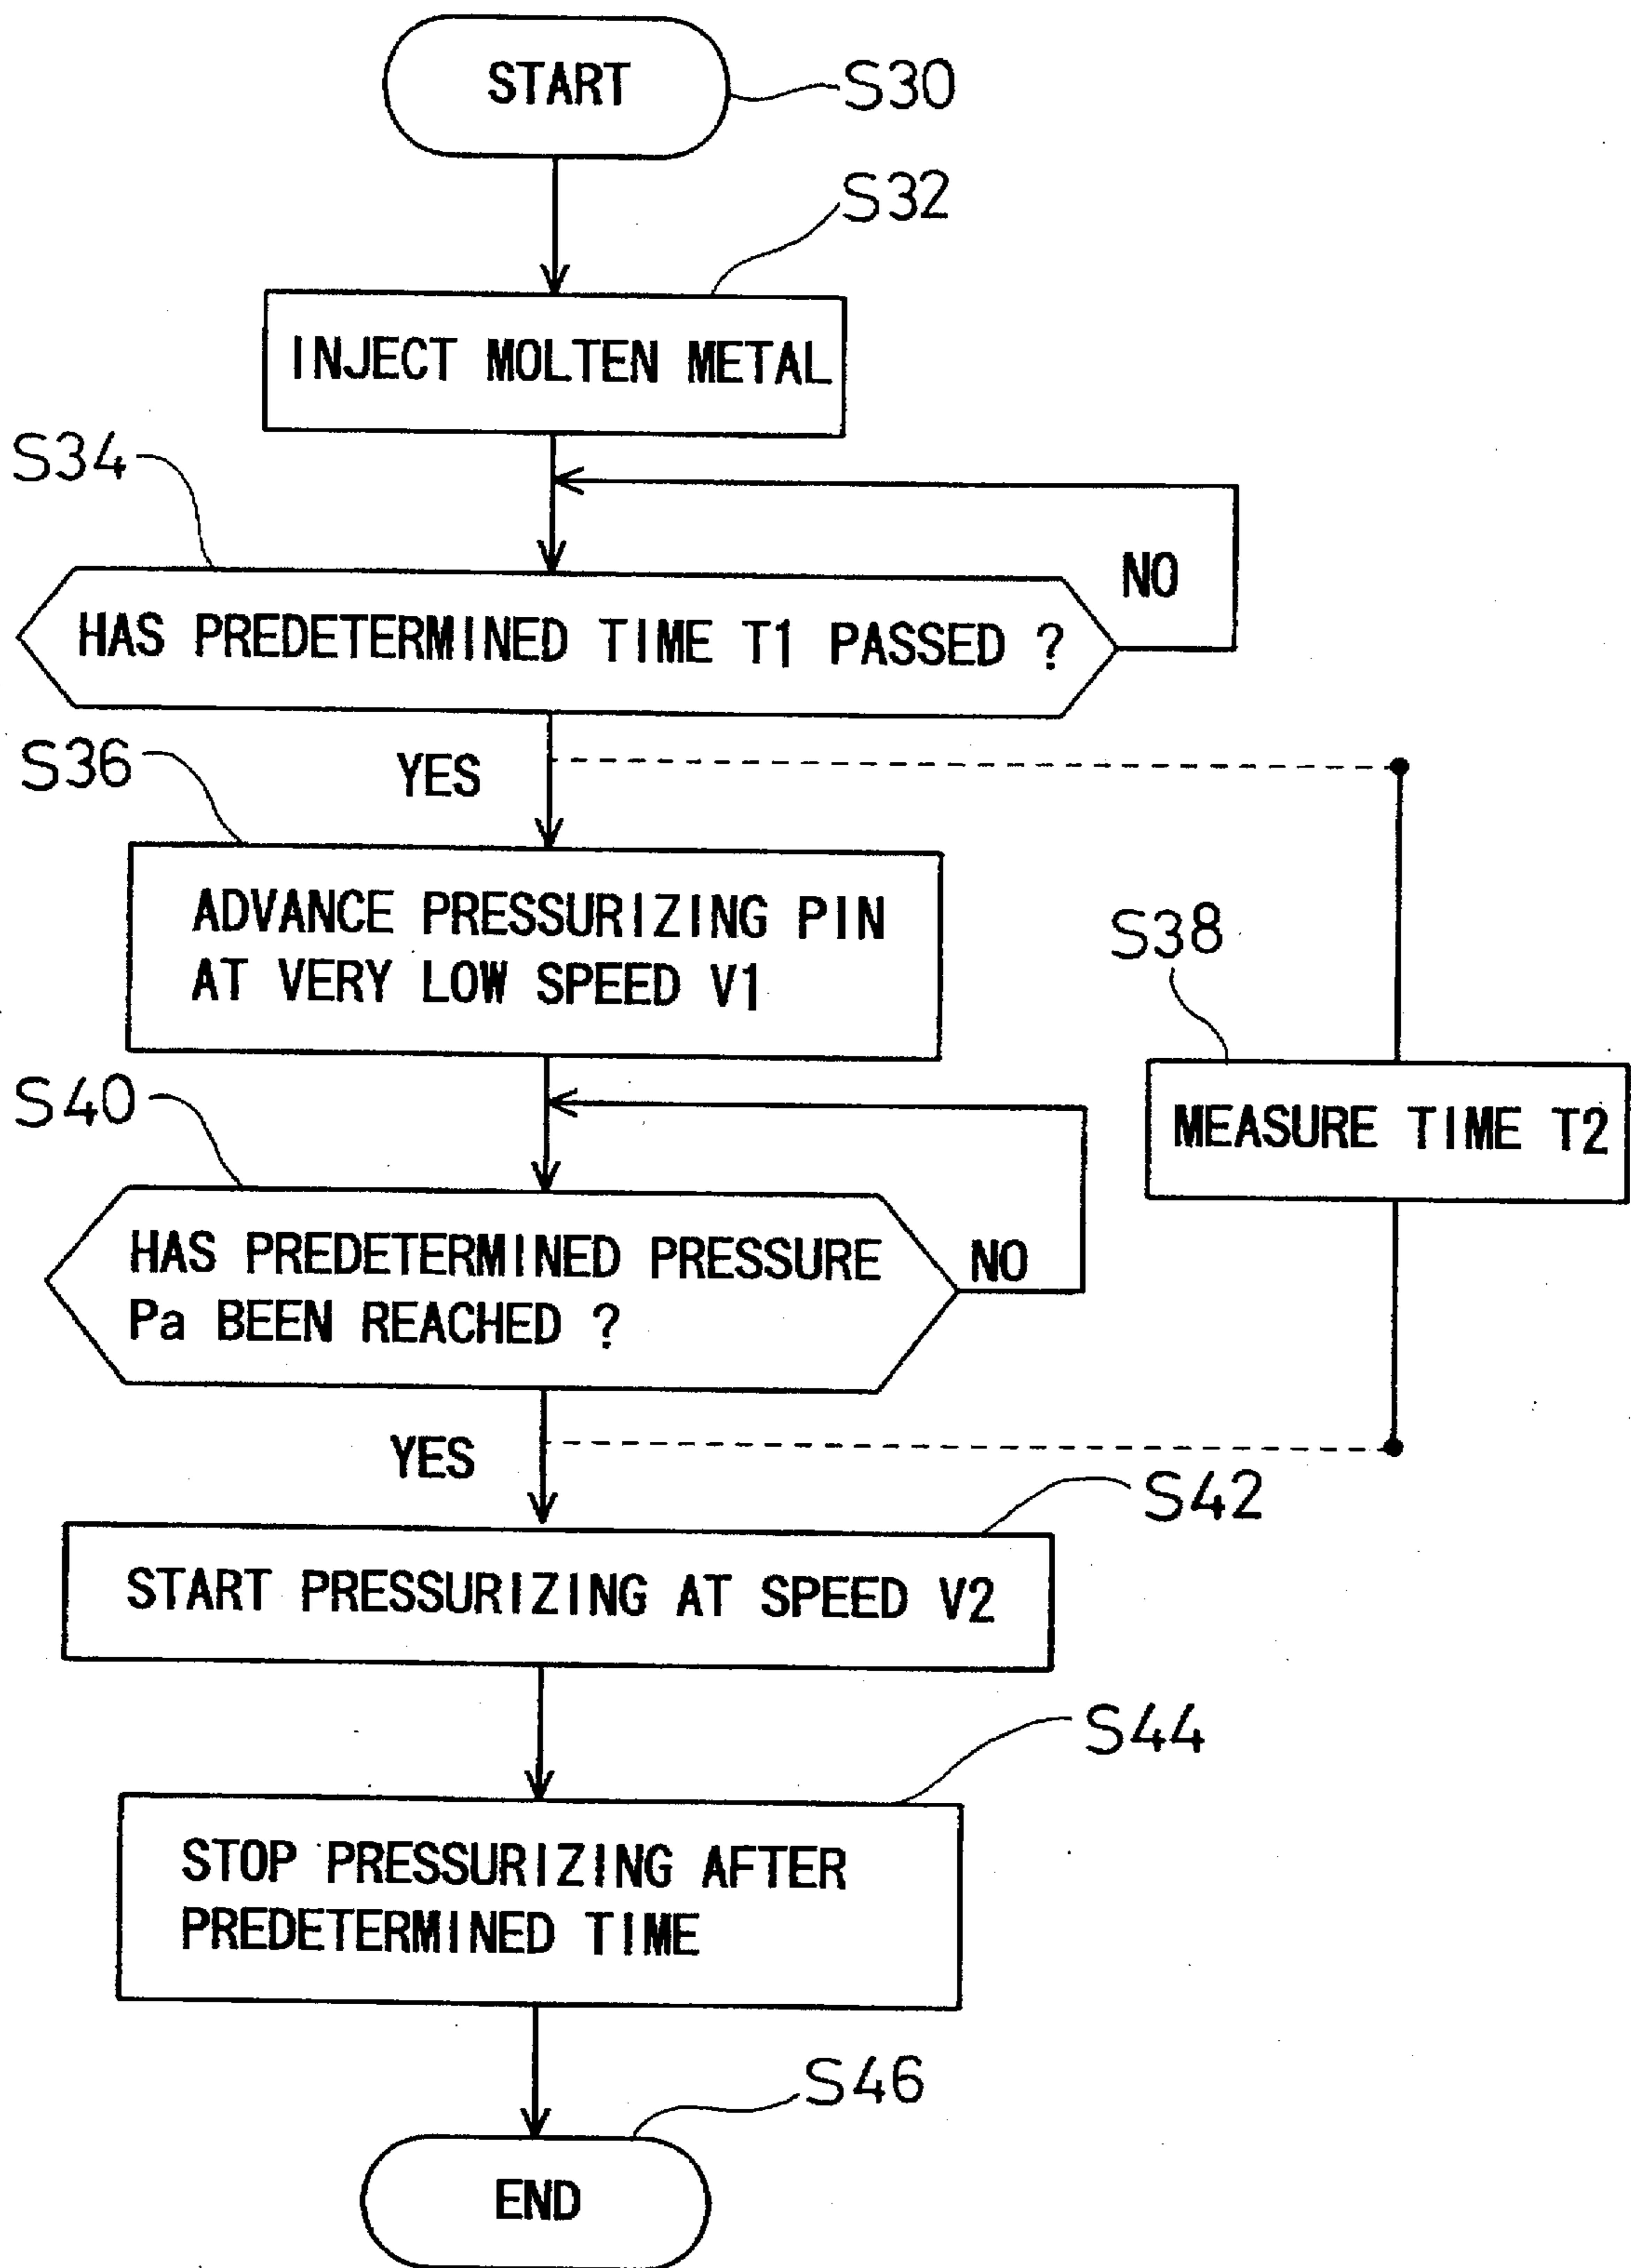 START
S30
S32
INJECT MOLTEN METAL
S34
NO
HAS PREDETERMINED TIME T1 PASSED ?
S36
YES
ADVANCE PRESSURIZING PIN
AT VERY LOW SPEED V1
S38
MEASURE TIME T2
S40
HAS PREDETERMINED PRESSURE
Pa BEEN REACHED ?
NO
YES
S42
START PRESSURIZING AT SPEED V2
S44
STOP PRESSURIZING AFTER
PREDETERMINED TIME
S46
END